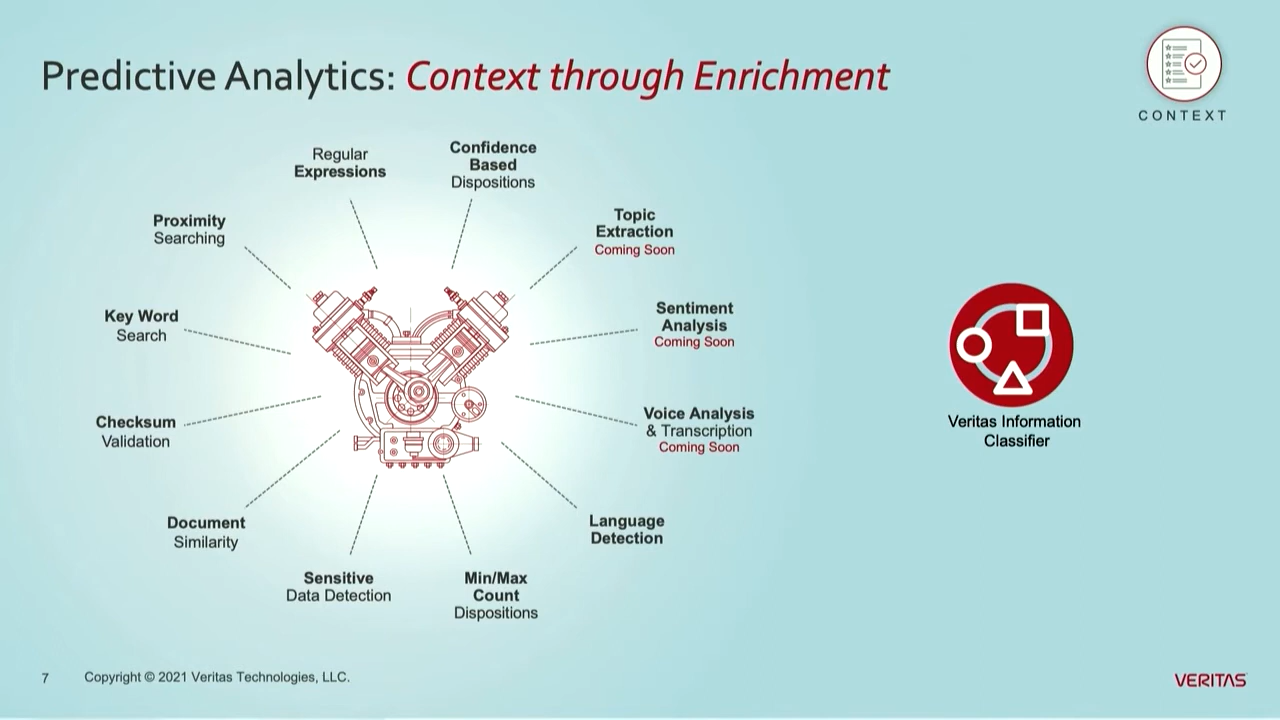 Predictive Analytics: Context through Enrichment
CONTEXT
Regular
Expressions
Confidence
Based
Dispositions
Proximity
Searching
Topic
Extraction
Coming Soon
Key Word
Search
Sentiment
Analysis
Coming Soon
Checksum
Validation
Voice Analysis
& Transcription
Coming Soon
Document
Similarity
Language
Detection
Sensitive
Data Detection
Min/Max
Count
Dispositions
Veritas Information
Classifier
7
Copyright © 2021 Veritas Technologies, LLC.
VERITAS